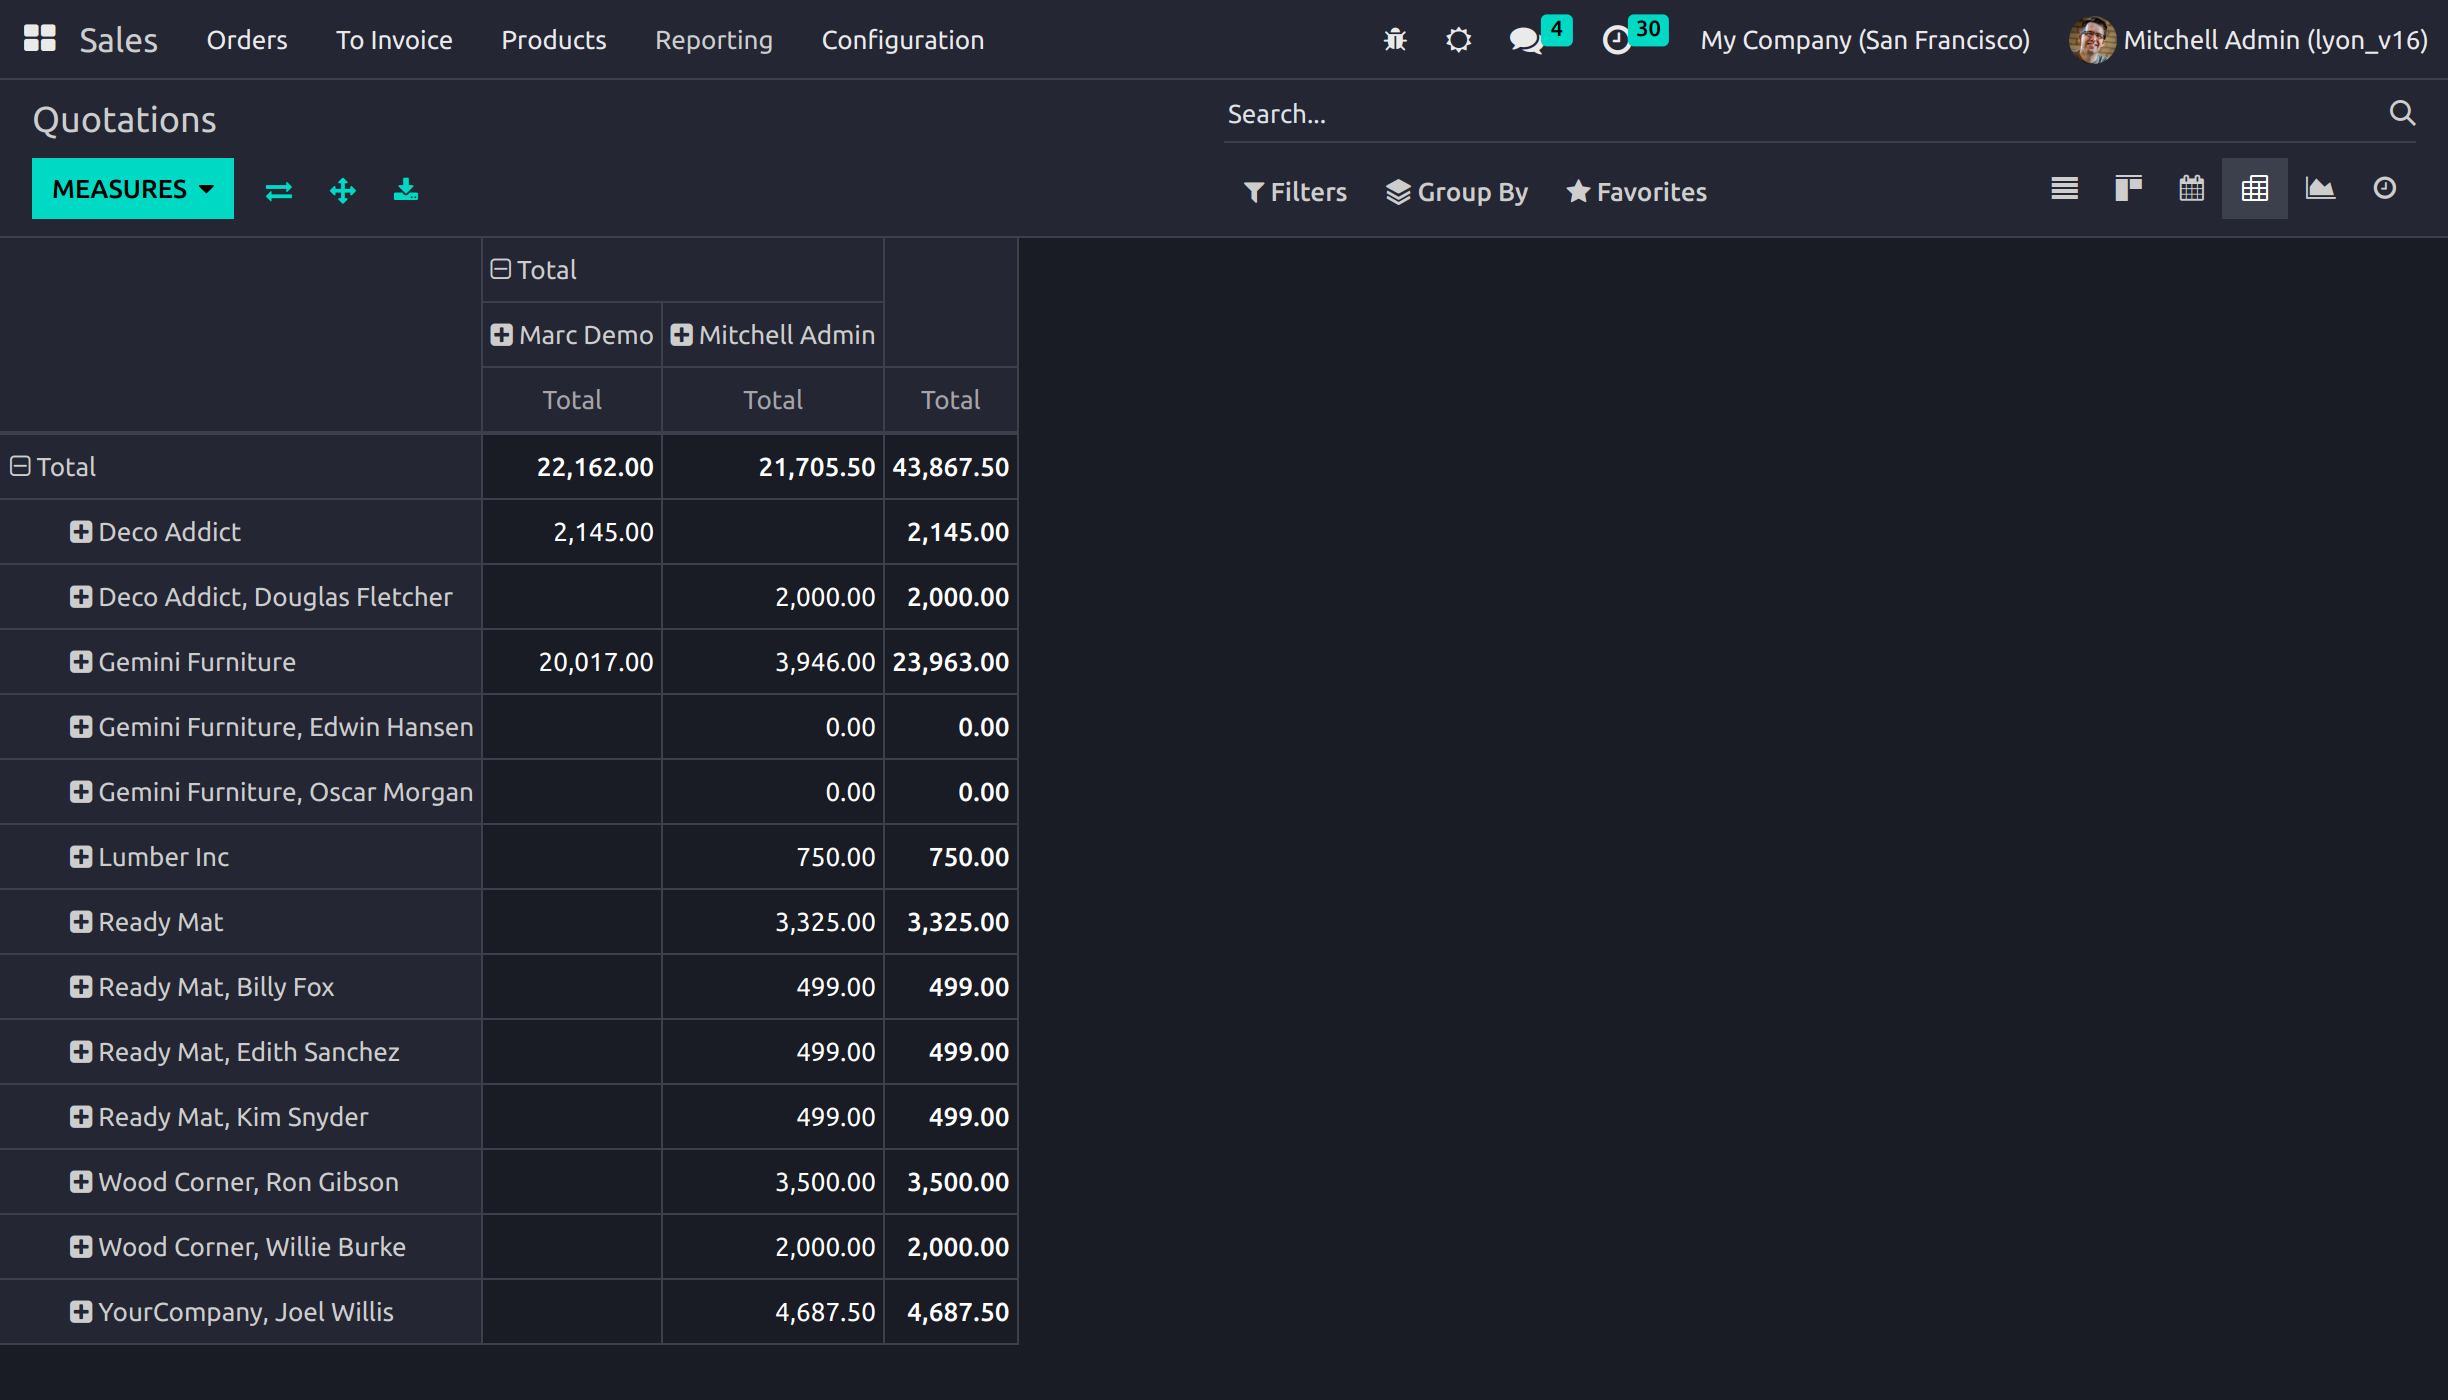 Sales Orders To Invoice Products Reporting Configuration 4 30 My Company (San Francisco) Mitchell Admin (lyon_v16)
Quotations
Search...
MEASURES
Filters Group By Favorites
Total
Marc Demo Mitchell Admin
Total Total Total
Total 22,162.00 21,705.50 43,867.50
Deco Addict 2,145.00 2,145.00
Deco Addict, Douglas Fletcher 2,000.00 2,000.00
Gemini Furniture 20,017.00 3,946.00 23,963.00
Gemini Furniture, Edwin Hansen 0.00 0.00
Gemini Furniture, Oscar Morgan 0.00 0.00
Lumber Inc 750.00 750.00
Ready Mat 3,325.00 3,325.00
Ready Mat, Billy Fox 499.00 499.00
Ready Mat, Edith Sanchez 499.00 499.00
Ready Mat, Kim Snyder 499.00 499.00
Wood Corner, Ron Gibson 3,500.00 3,500.00
Wood Corner, Willie Burke 2,000.00 2,000.00
YourCompany, Joel Willis 4,687.50 4,687.50